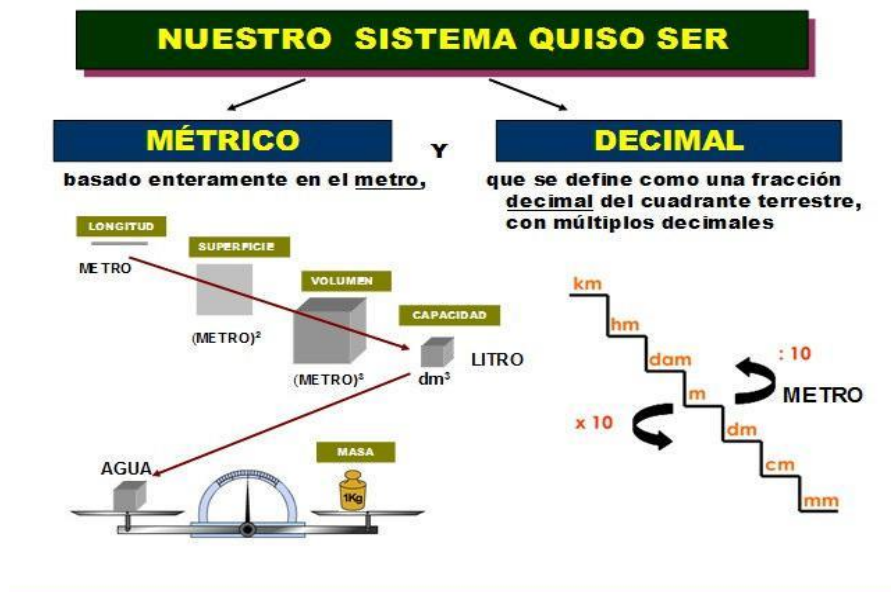 NUESTRO SISTEMA QUISO SER
MÉTRICO
Y
DECIMAL
basado enteramente en el metro,
que se define como una fracción
decimal del cuadrante terrestre,
con múltiplos decimales
LONGITUD
METRO
SUPERFICIE
(METRO)²
VOLUMEN
(METRO)³
CAPACIDAD
LITRO
dm³
AGUA
MASA
1Kg
km
hm
dam
m
dm
cm
mm
: 10
METRO
x 10